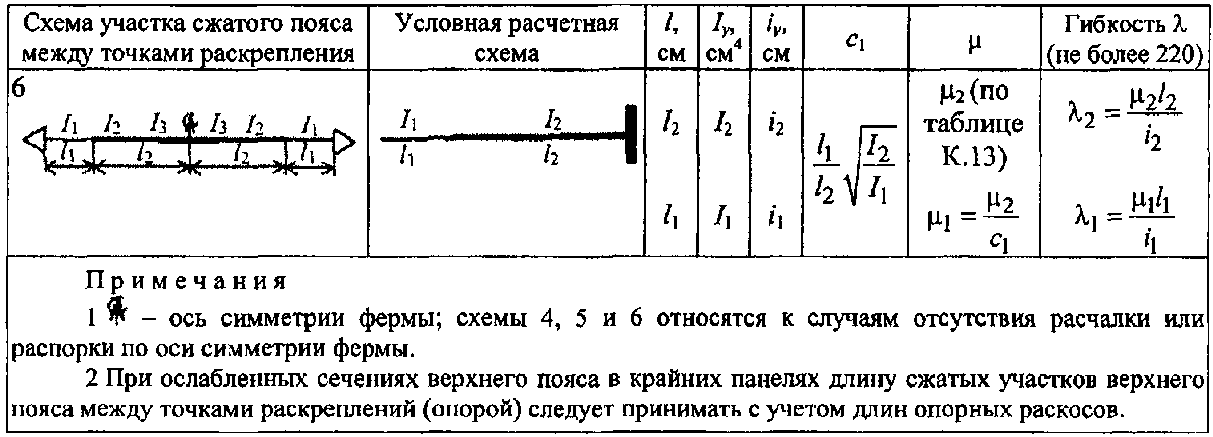 Схема участка сжатого пояса между точками раскрепления
Условная расчетная схема
l, см
I_y, см⁴
i_y, см
c₁
μ
Гибкость λ (не более 220)
6
I₁ I₂ I₃ I₃ I₂ I₁
l₁ l₂ l₂ l₁
I₁ I₂
l₁ l₂
l₂
I₂
i₂
l₁
I₁
i₁
l₁/l₂ √(I₂/I₁)
μ₂ (по таблице К.13)
μ₁ = μ₂/c₁
λ₂ = μ₂l₂/i₂
λ₁ = μ₁l₁/i₁
Примечания
1 – ось симметрии фермы; схемы 4, 5 и 6 относятся к случаям отсутствия расчалки или
распорки по оси симметрии фермы.
2 При ослабленных сечениях верхнего пояса в крайних панелях длину сжатых участков верхнего
пояса между точками раскреплений (опорой) следует принимать с учетом длин опорных раскосов.